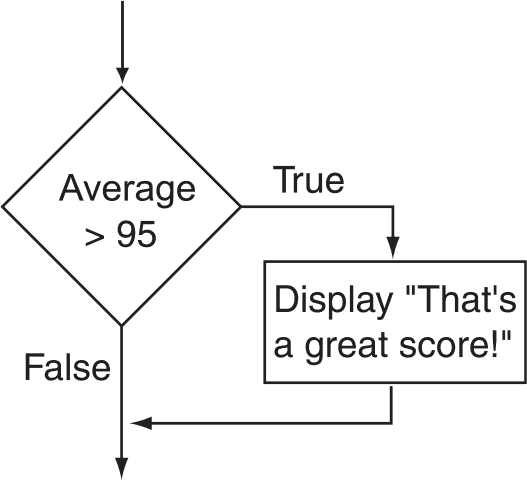 Average
> 95
True
Display "That's
a great score!"
False